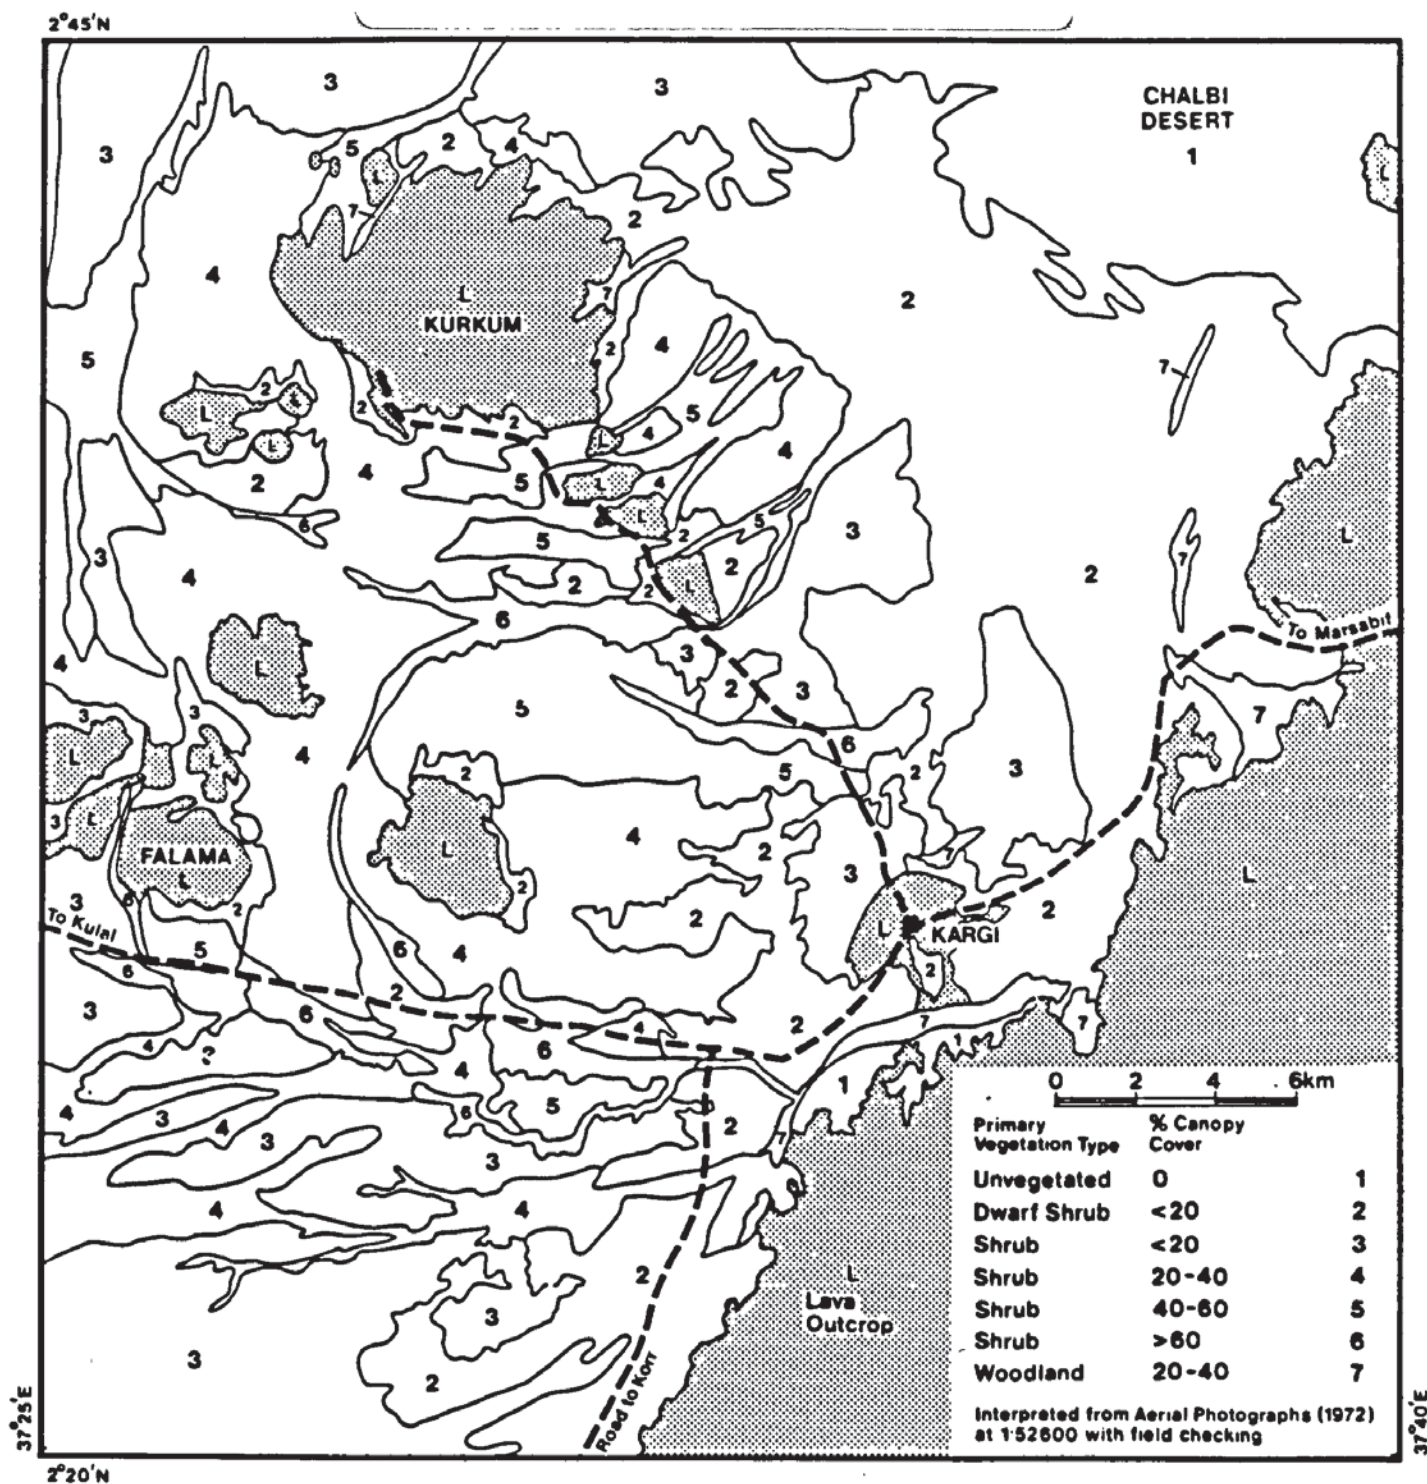 2°45'N
3
3
CHALBI
DESERT
1
3
5
2
4
L
L
7
2
4
L
KURKUM
7
2
2
4
7
5
2
L
L
L
2
2
2
5
4
L
4
4
2
4
5
L
4
L
6
3
4
5
2
5
2
3
2
7
L
2
2
L
6
To Marsabit
4
L
3
2
3
3
3
5
7
L
L
4
6
2
3
2
5
3
L
4
2
7
L
FALAMA
L
L
3
L
6
2
2
3
To Kulal
5
6
4
2
L
KARGI
2
2
6
2
3
6
4
2
7
7
4
3
6
4
6
5
1
1
4
3
4
6
2
7
3
3
4
4
2
3
3
2
Road to Korr
L
Lava
Outcrop
0 2 4 6km
Primary % Canopy
Vegetation Type Cover
Unvegetated 0 1
Dwarf Shrub <20 2
Shrub <20 3
Shrub 20-40 4
Shrub 40-60 5
Shrub >60 6
Woodland 20-40 7
Interpreted from Aerial Photographs (1972)
at 1:52600 with field checking
37°25'E
37°40'E
2°20'N